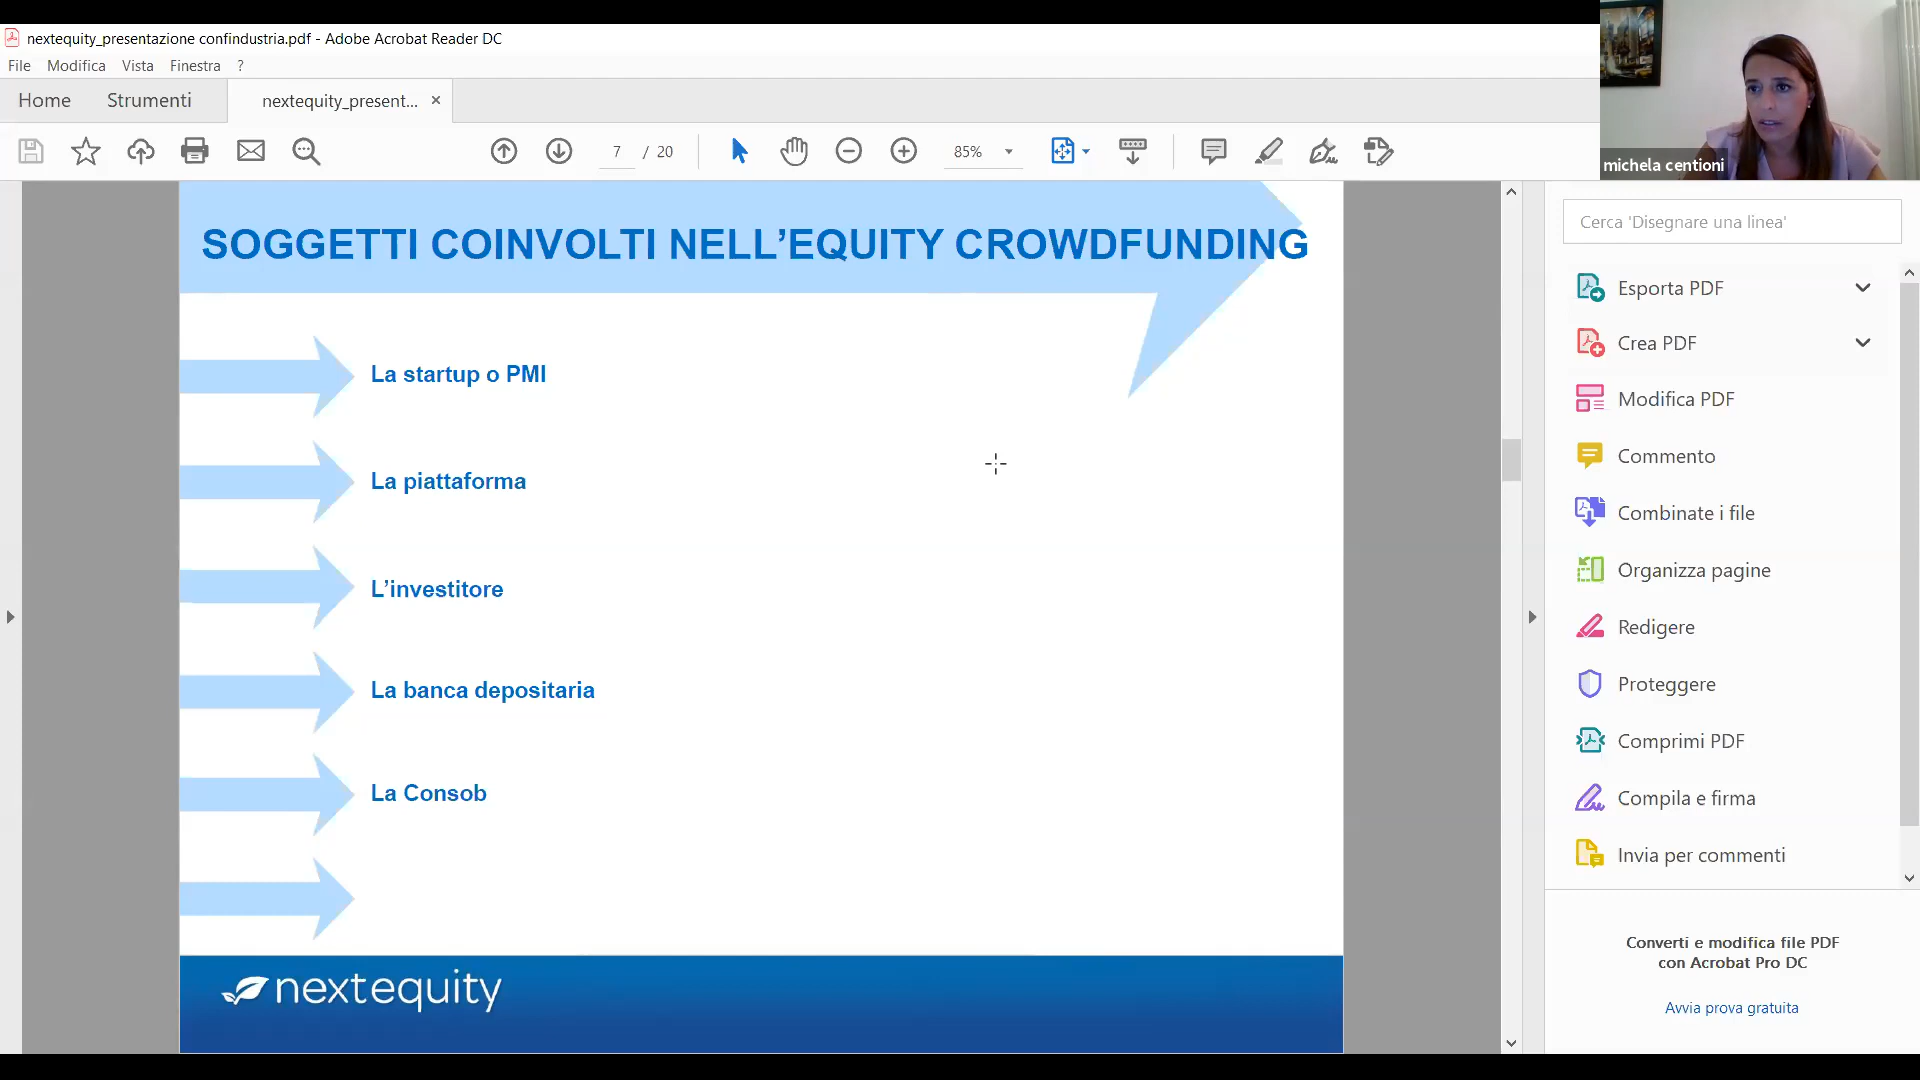 nextequity_presentazione confindustria.pdf - Adobe Acrobat Reader DC
File Modifica Vista Finestra ?
Home Strumenti nextequity_present... ×
7 / 20 85%
michela centioni
SOGGETTI COINVOLTI NELL’EQUITY CROWDFUNDING
La startup o PMI
La piattaforma
L’investitore
La banca depositaria
La Consob
nextequity
Cerca 'Disegnare una linea'
Esporta PDF
Crea PDF
Modifica PDF
Commento
Combinate i file
Organizza pagine
Redigere
Proteggere
Comprimi PDF
Compila e firma
Invia per commenti
Converti e modifica file PDF
con Acrobat Pro DC
Avvia prova gratuita